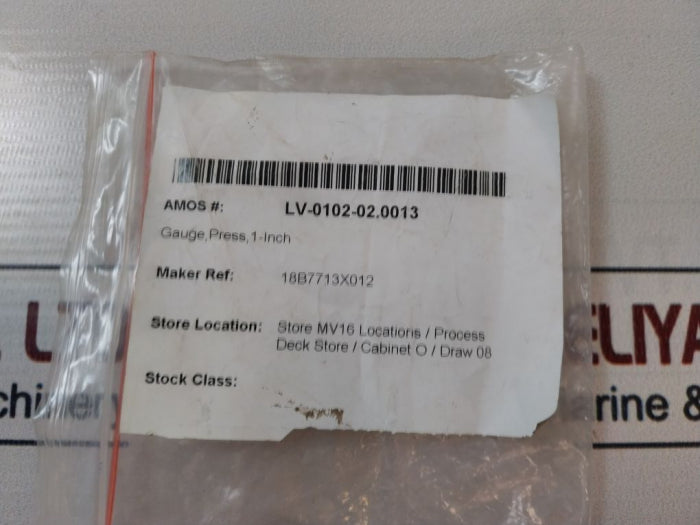 AMOS #: LV-0102-02.0013
Gauge,Press,1-Inch
Maker Ref: 18B7713X012
Store Location: Store MV16 Locations / Process
Deck Store / Cabinet O / Draw 08
Stock Class: